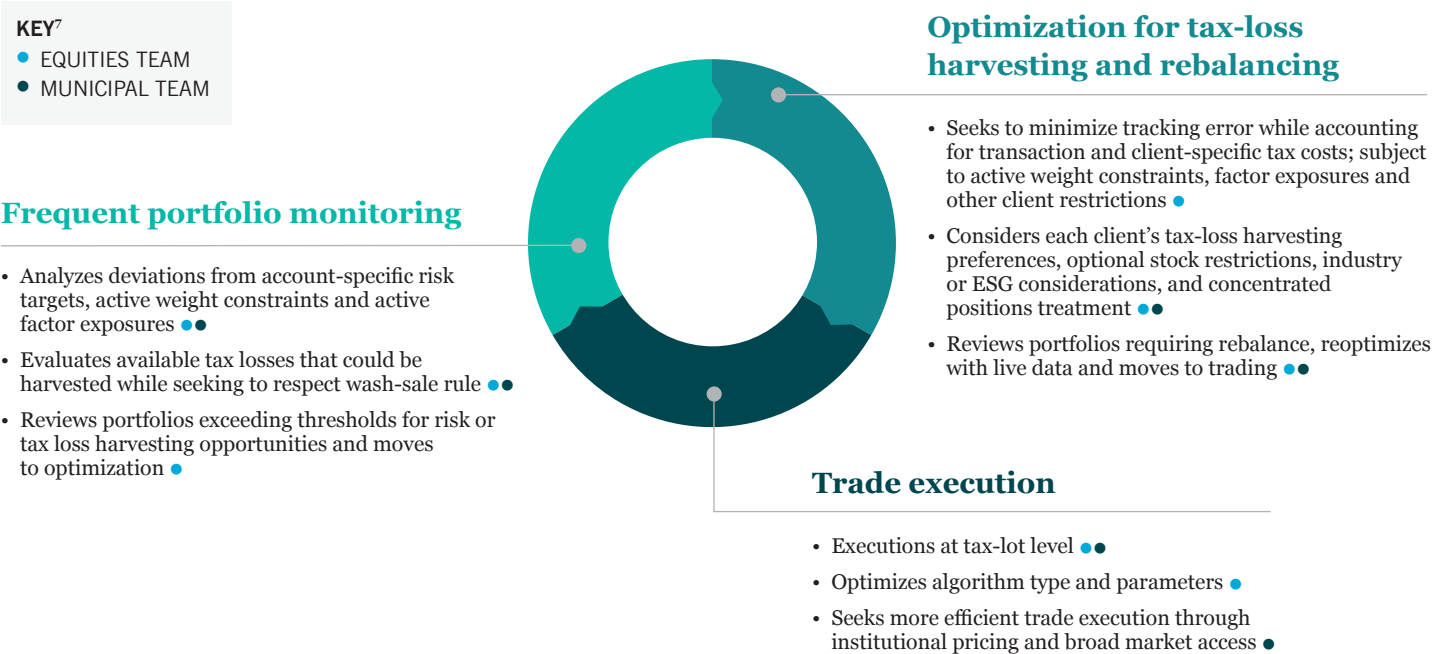 KEY7
• EQUITIES TEAM
• MUNICIPAL TEAM
Frequent portfolio monitoring
• Analyzes deviations from account-specific risk
targets, active weight constraints and active
factor exposures ●●
• Evaluates available tax losses that could be
harvested while seeking to respect wash-sale rule ●●
• Reviews portfolios exceeding thresholds for risk or
tax loss harvesting opportunities and moves
to optimization ●
Optimization for tax-loss
harvesting and rebalancing
• Seeks to minimize tracking error while accounting
for transaction and client-specific tax costs; subject
to active weight constraints, factor exposures and
other client restrictions ●
• Considers each client’s tax-loss harvesting
preferences, optional stock restrictions, industry
or ESG considerations, and concentrated
positions treatment ●●
• Reviews portfolios requiring rebalance, reoptimizes
with live data and moves to trading ●●
Trade execution
• Executions at tax-lot level ●●
• Optimizes algorithm type and parameters ●
• Seeks more efficient trade execution through
institutional pricing and broad market access ●